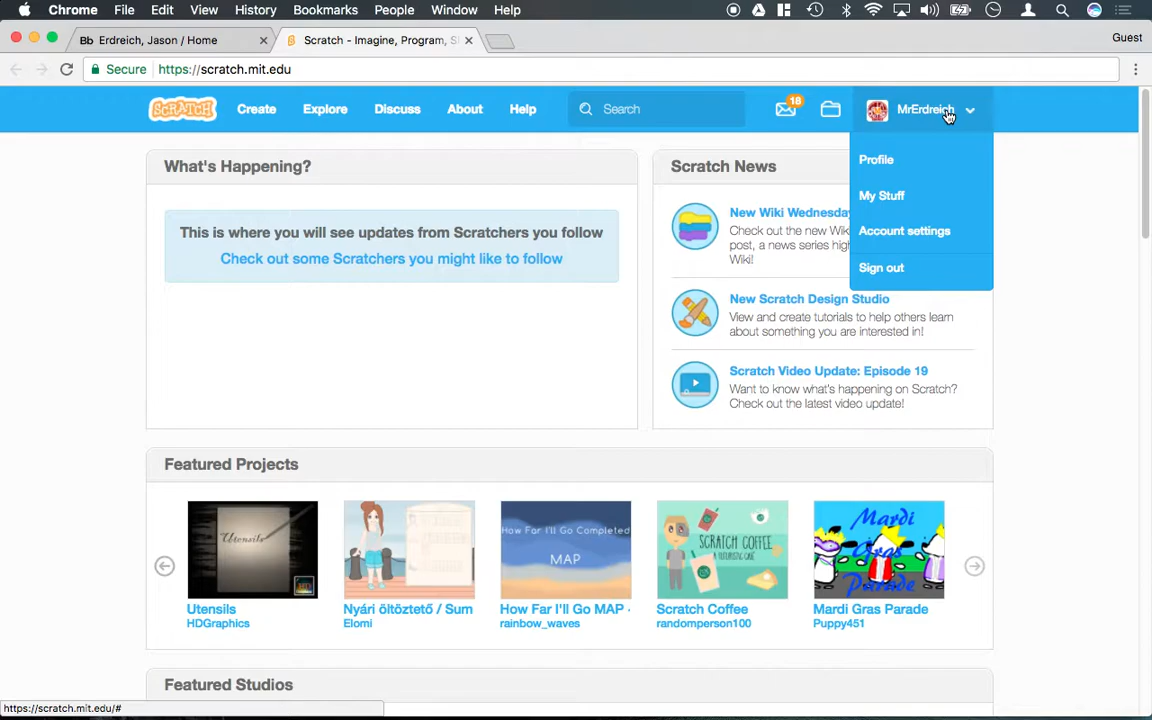 Chrome File Edit View History Bookmarks People Window Help
Bb Erdreich, Jason / Home
Scratch - Imagine, Program, S
Guest
Secure https://scratch.mit.edu
SCRATCH Create Explore Discuss About Help Search 18 MrErdreich
Profile
My Stuff
Account settings
Sign out
What's Happening?
This is where you will see updates from Scratchers you follow
Check out some Scratchers you might like to follow
Scratch News
New Wiki Wednesday
Check out the new Wiki
post, a news series high
Wiki!
New Scratch Design Studio
View and create tutorials to help others learn
about something you are interested in!
Scratch Video Update: Episode 19
Want to know what's happening on Scratch?
Check out the latest video update!
Featured Projects
Utensils
How Far I'll Go Completed
MAP
SCRATCH COFFEE
A FUTURISTIC CAFE
Mardi
Gras
Parade
Utensils
HDGraphics
Nyári öltöztető / Sum
Elomi
How Far I'll Go MAP ·
rainbow_waves
Scratch Coffee
randomperson100
Mardi Gras Parade
Puppy451
Featured Studios
https://scratch.mit.edu/#